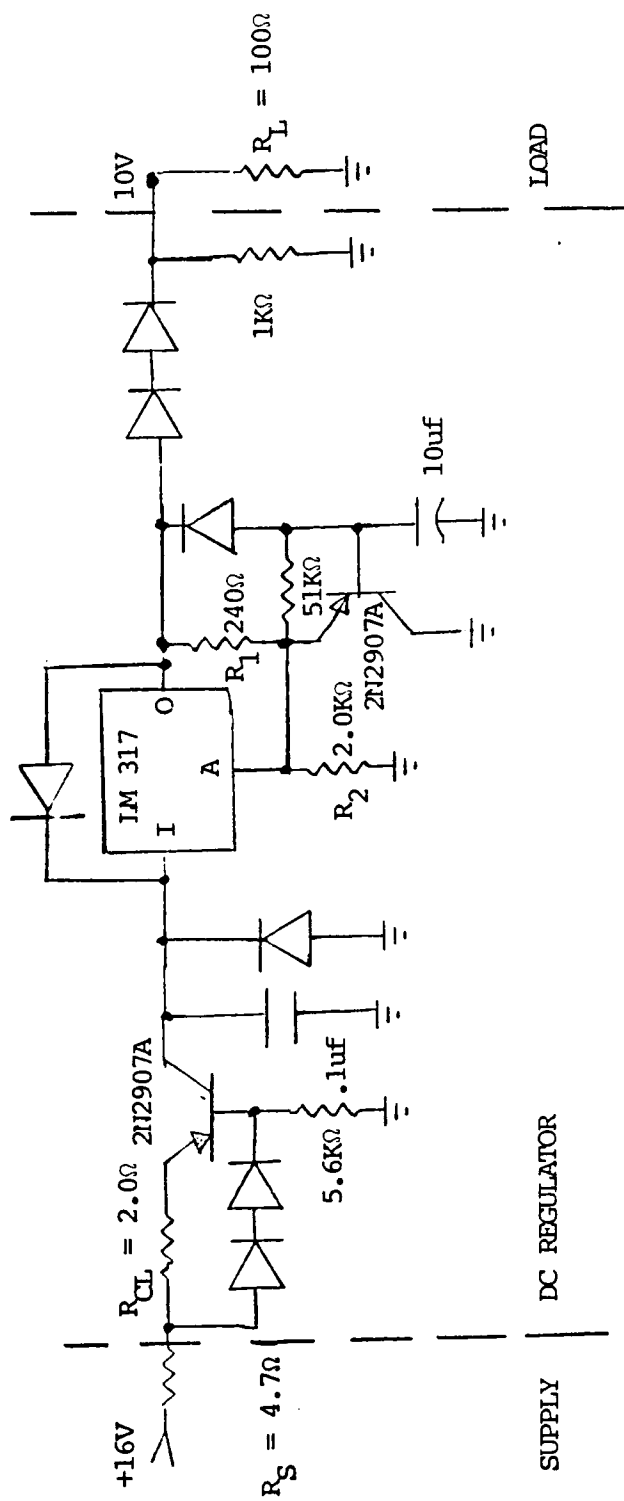 +16V
R_S = 4.7Ω
R_CL = 2.0Ω
2N2907A
5.6KΩ
.1uf
LM 317
I
O
A
R_1
240Ω
R_2
2.0KΩ
51KΩ
2N2907A
10uf
1KΩ
10V
R_L = 100Ω
SUPPLY
DC REGULATOR
LOAD